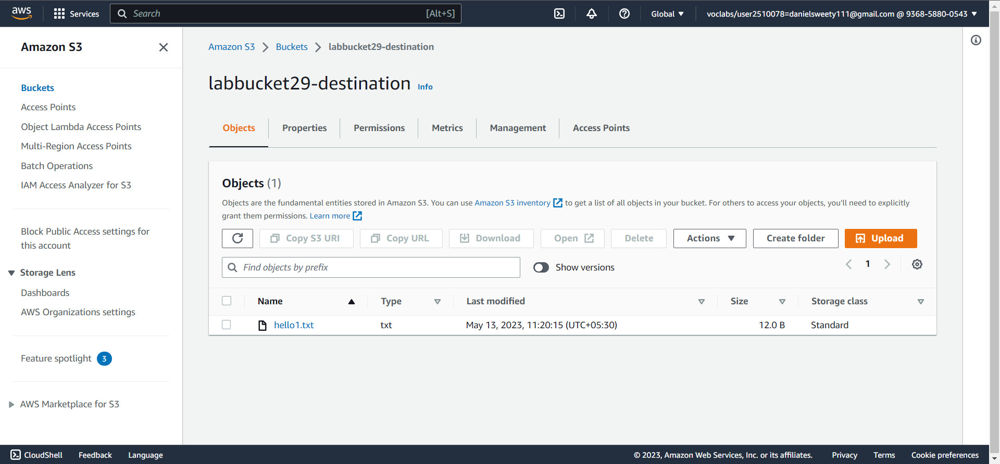 aws Services Search [Alt+S] Global voclabs/user2510078=danielsweety111@gmail.com @ 9368-5880-0543
Amazon S3
Buckets
Access Points
Object Lambda Access Points
Multi-Region Access Points
Batch Operations
IAM Access Analyzer for S3
Block Public Access settings for
this account
Storage Lens
Dashboards
AWS Organizations settings
Feature spotlight 3
AWS Marketplace for S3
Amazon S3 Buckets labbucket29-destination
labbucket29-destination Info
Objects Properties Permissions Metrics Management Access Points
Objects (1)
Objects are the fundamental entities stored in Amazon S3. You can use Amazon S3 inventory to get a list of all objects in your bucket. For others to access your objects, you'll need to explicitly
grant them permissions. Learn more
Copy S3 URI Copy URL Download Open Delete Actions Create folder Upload
Find objects by prefix Show versions 1
Name Type Last modified Size Storage class
hello1.txt txt May 13, 2023, 11:20:15 (UTC+05:30) 12.0 B Standard
CloudShell Feedback Language © 2023, Amazon Web Services, Inc. or its affiliates. Privacy Terms Cookie preferences